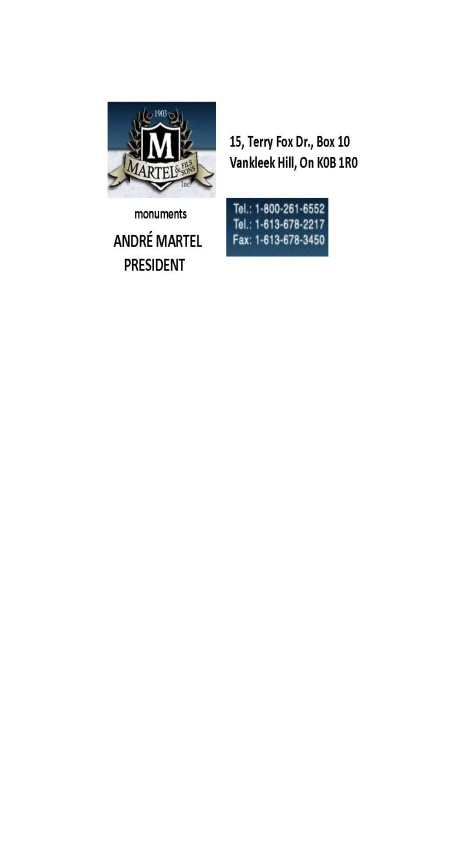 1903
M
MARTEL & FILS SONS
Inc.
monuments
ANDRÉ MARTEL
PRESIDENT
15, Terry Fox Dr., Box 10
Vankleek Hill, On K0B 1R0
Tel.: 1-800-261-6552
Tel.: 1-613-678-2217
Fax: 1-613-678-3450